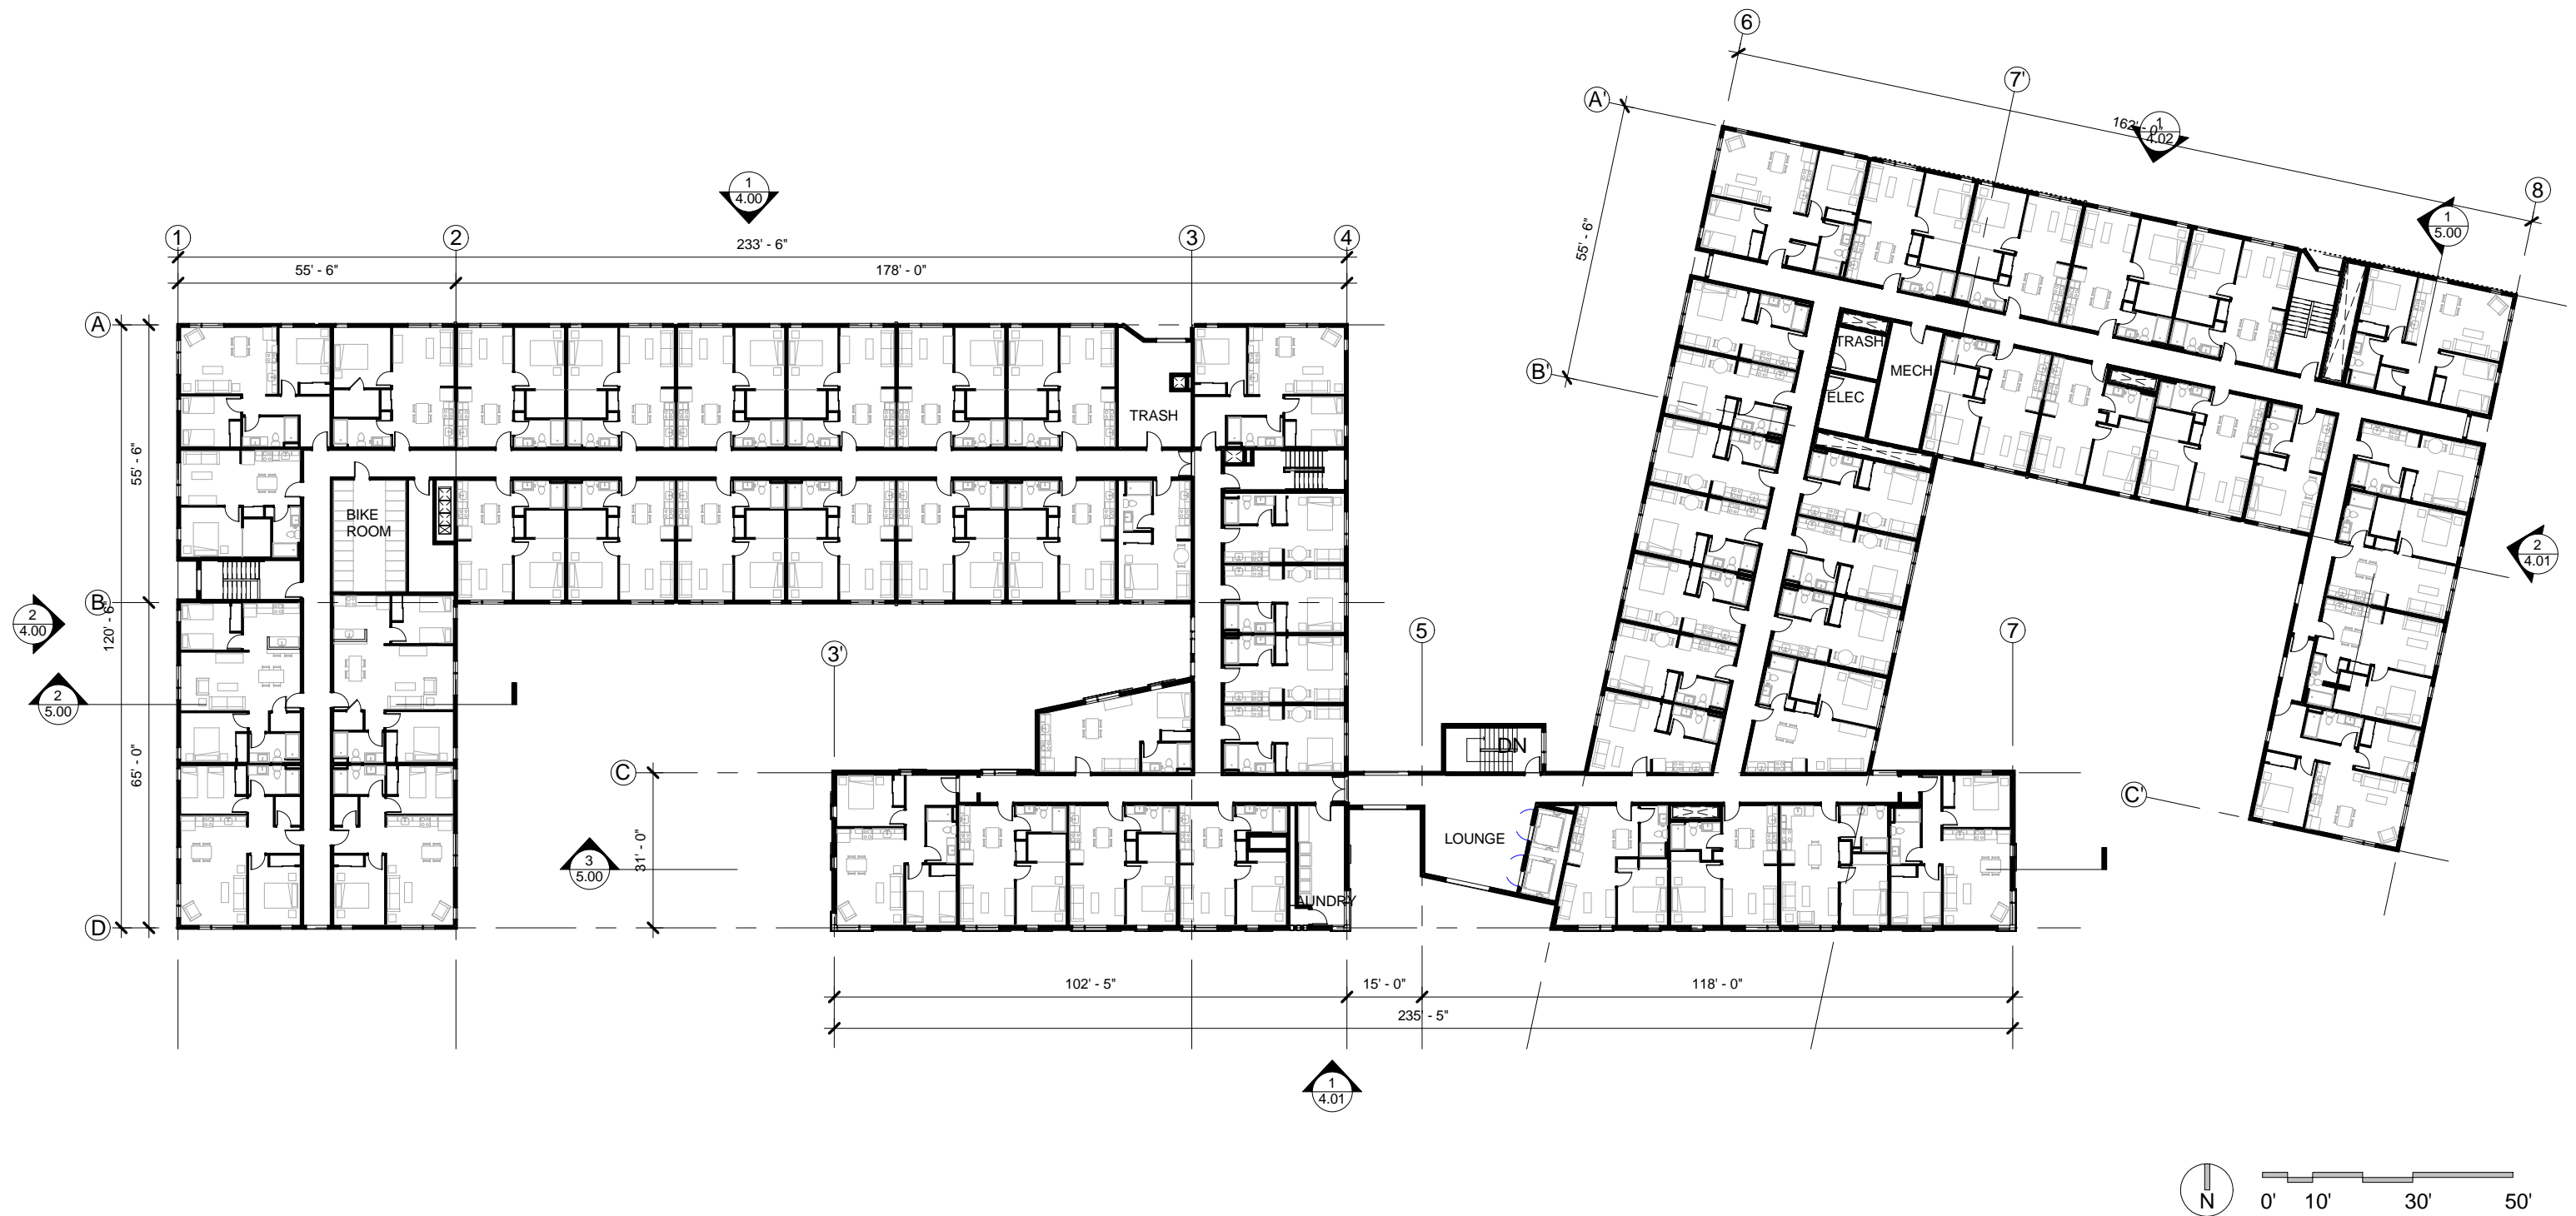 6
7'
A'
1
4.02
162' - 0"
8
1
5.00
1
4.00
1
2
233' - 6"
3
4
55' - 6"
178' - 0"
55' - 6"
A
TRASH
MECH
B'
ELEC
TRASH
55' - 6"
BIKE
ROOM
2
4.01
B
120' - 6"
2
4.00
3'
5
7
2
5.00
DN
65' - 0"
C
C'
31' - 0"
3
5.00
LOUNGE
AUNDRY
D
102' - 5"
15' - 0"
118' - 0"
235' - 5"
1
4.01
N
0' 10' 30' 50'